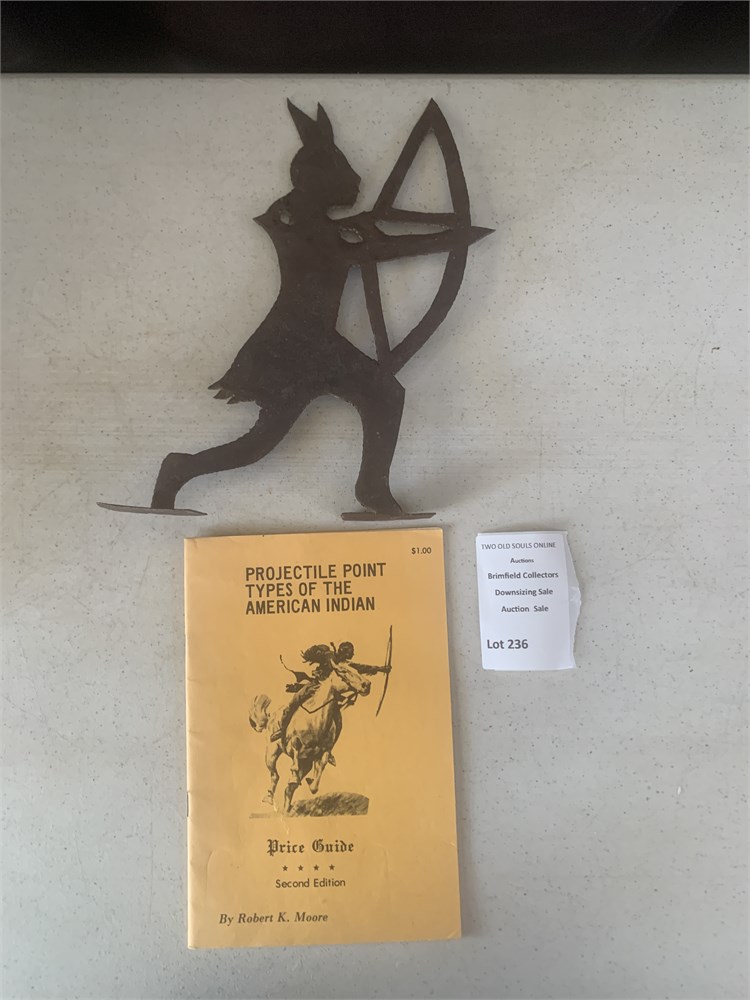 $1.00
PROJECTILE POINT
TYPES OF THE
AMERICAN INDIAN
Price Guide
★ ★ ★ ★
Second Edition
By Robert K. Moore
TWO OLD SOULS ONLINE
Auctions
Brimfield Collectors
Downsizing Sale
Auction Sale
Lot 236